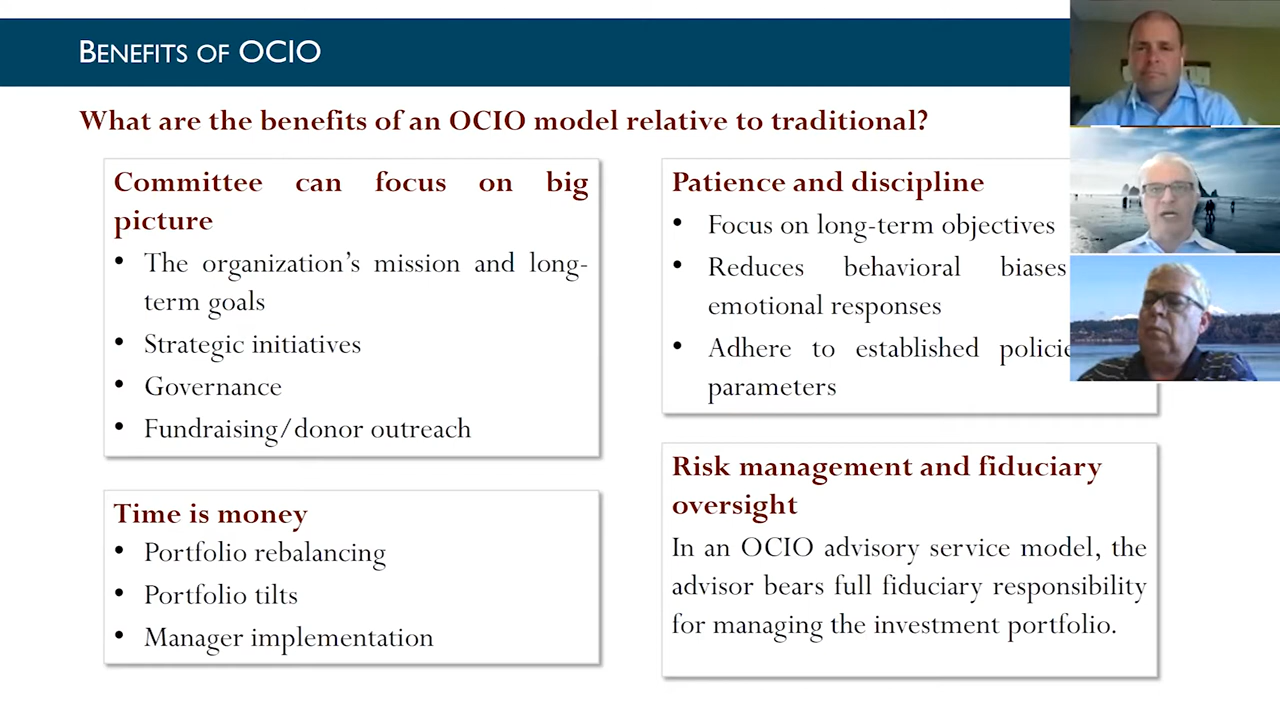 BENEFITS OF OCIO
What are the benefits of an OCIO model relative to traditional?
Committee can focus on big
picture
• The organization's mission and long-
term goals
• Strategic initiatives
• Governance
• Fundraising/donor outreach
Time is money
• Portfolio rebalancing
• Portfolio tilts
• Manager implementation
Patience and discipline
• Focus on long-term objectives
• Reduces behavioral biases
emotional responses
• Adhere to established
parameters
Risk management and fiduciary
oversight
In an OCIO advisory service model, the
advisor bears full fiduciary responsibility
for managing the investment portfolio.